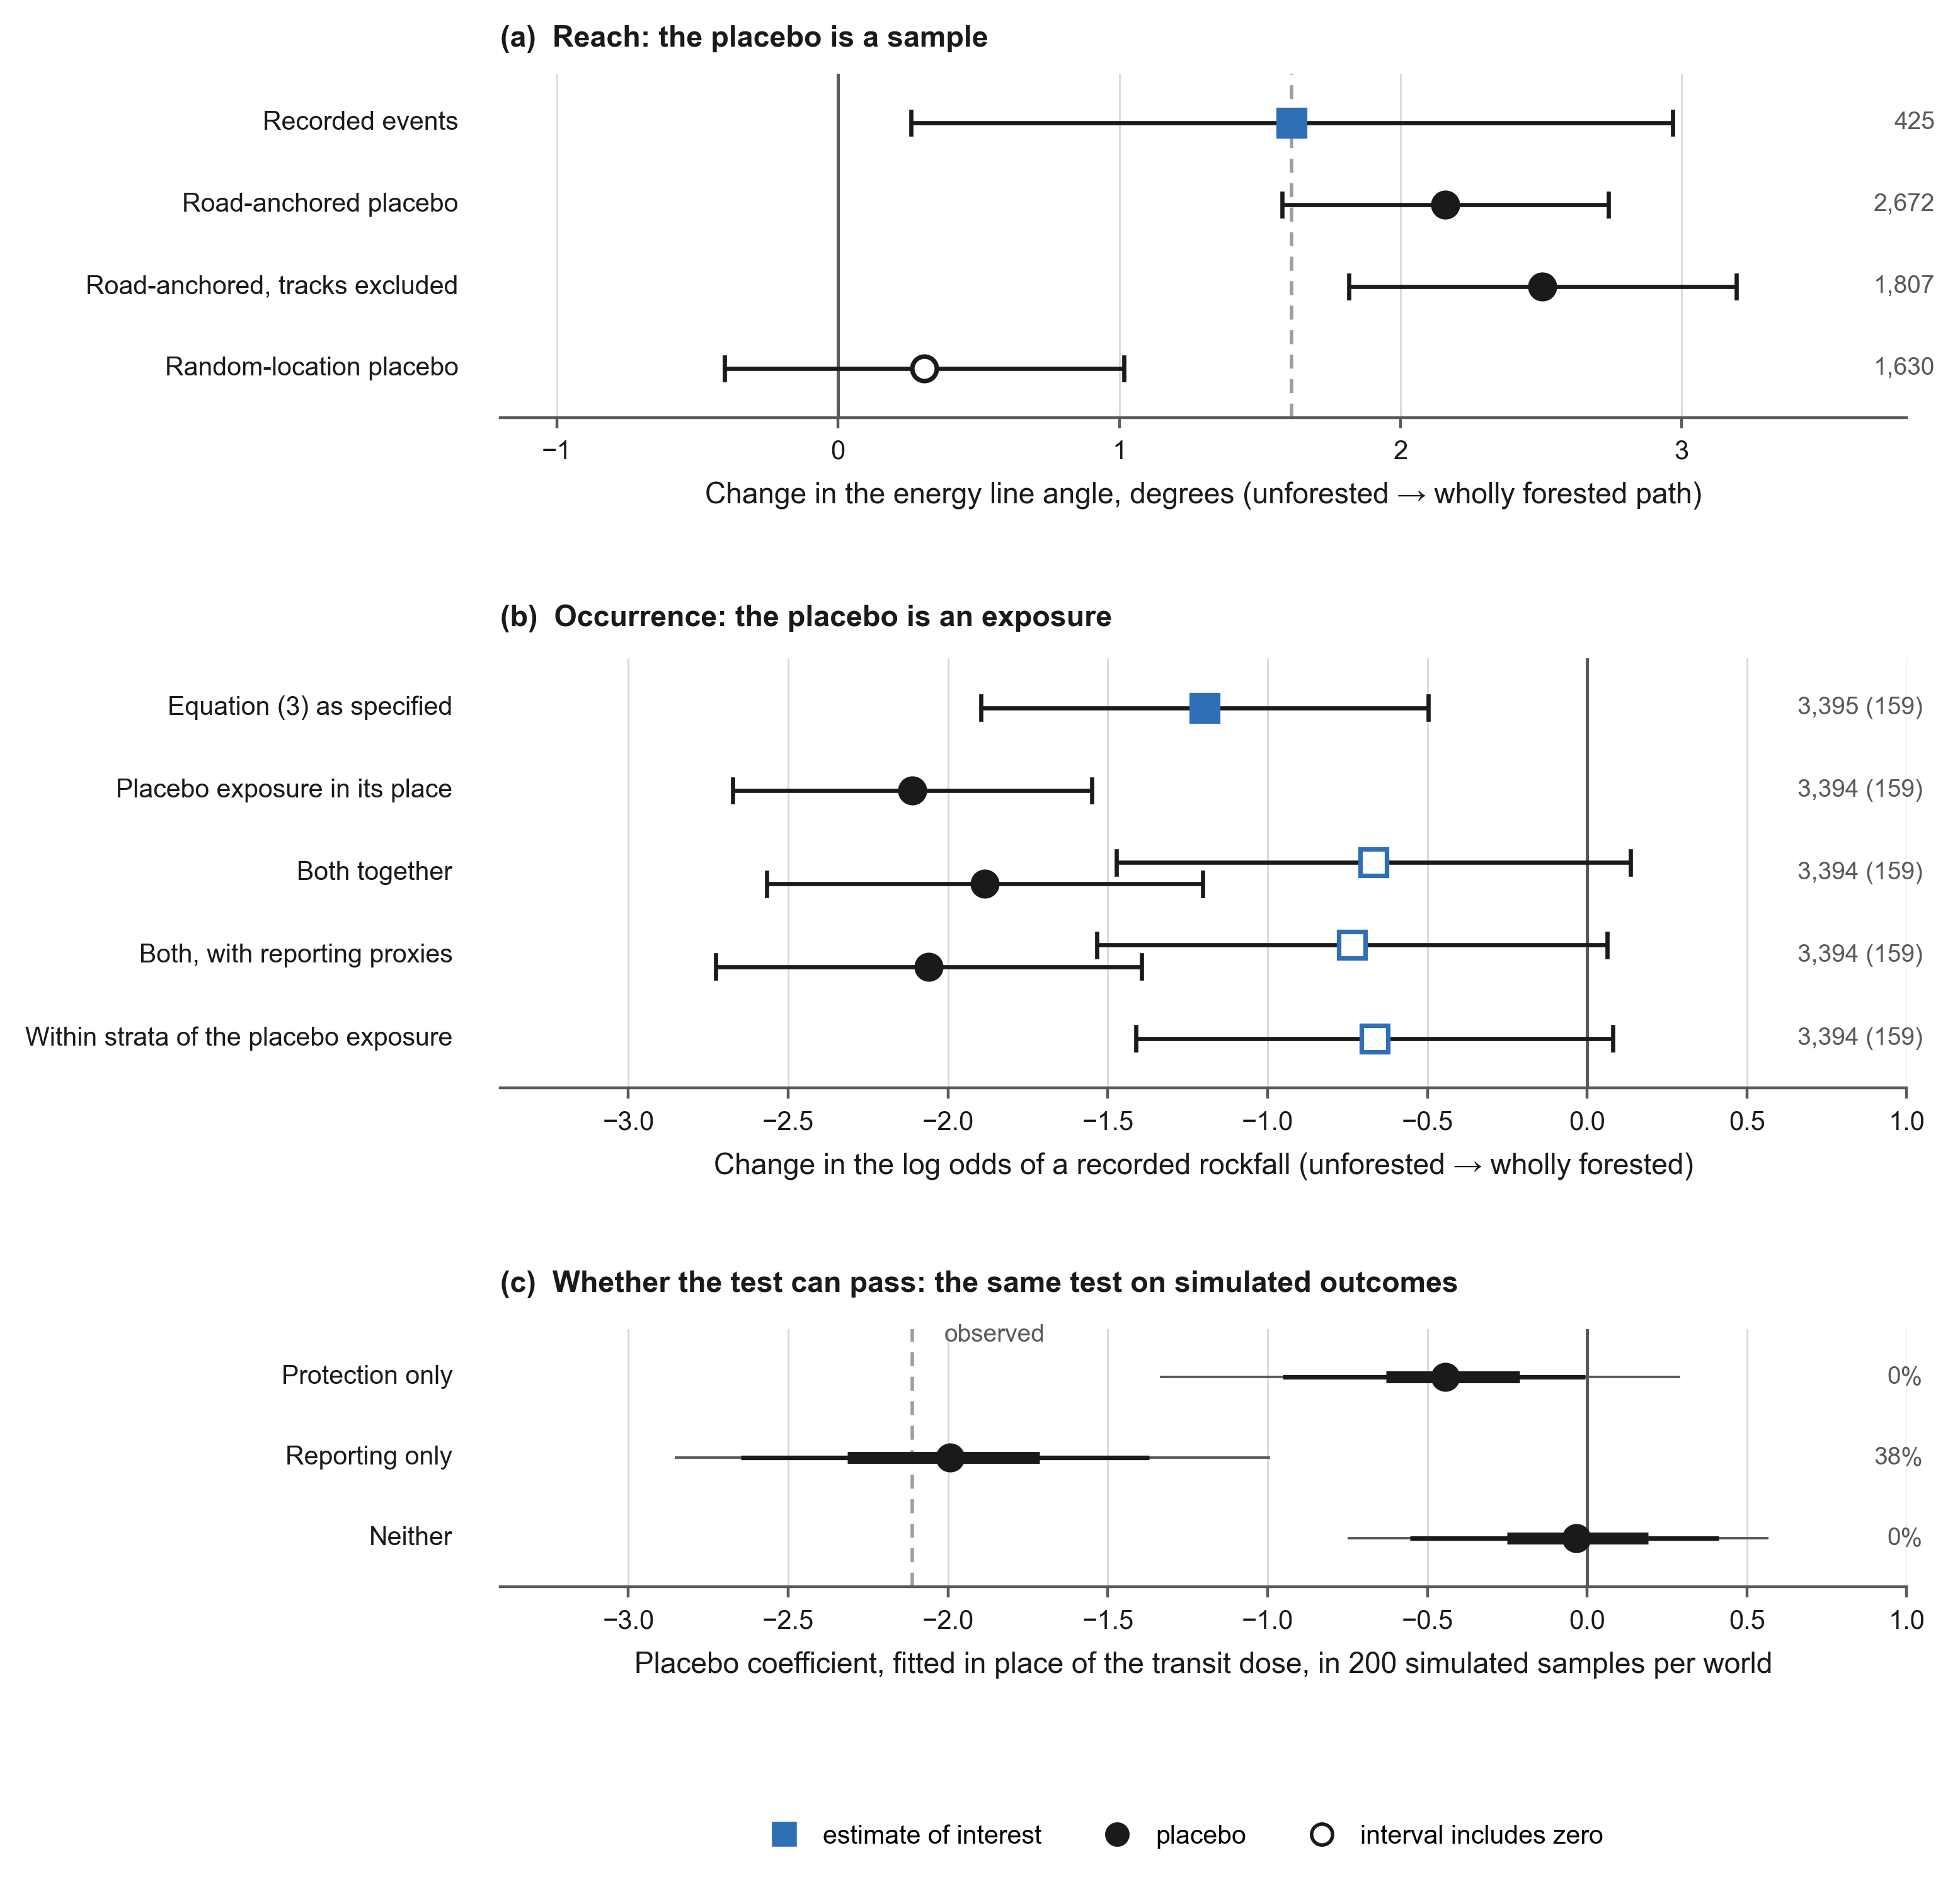 (a) Reach: the placebo is a sample
Recorded events 425
Road-anchored placebo 2,672
Road-anchored, tracks excluded 1,807
Random-location placebo 1,630
−1 0 1 2 3
Change in the energy line angle, degrees (unforested → wholly forested path)
(b) Occurrence: the placebo is an exposure
Equation (3) as specified 3,395 (159)
Placebo exposure in its place 3,394 (159)
Both together 3,394 (159)
Both, with reporting proxies 3,394 (159)
Within strata of the placebo exposure 3,394 (159)
−3.0 −2.5 −2.0 −1.5 −1.0 −0.5 0.0 0.5 1.0
Change in the log odds of a recorded rockfall (unforested → wholly forested)
(c) Whether the test can pass: the same test on simulated outcomes
observed
Protection only 0%
Reporting only 38%
Neither 0%
−3.0 −2.5 −2.0 −1.5 −1.0 −0.5 0.0 0.5 1.0
Placebo coefficient, fitted in place of the transit dose, in 200 simulated samples per world
estimate of interest placebo interval includes zero